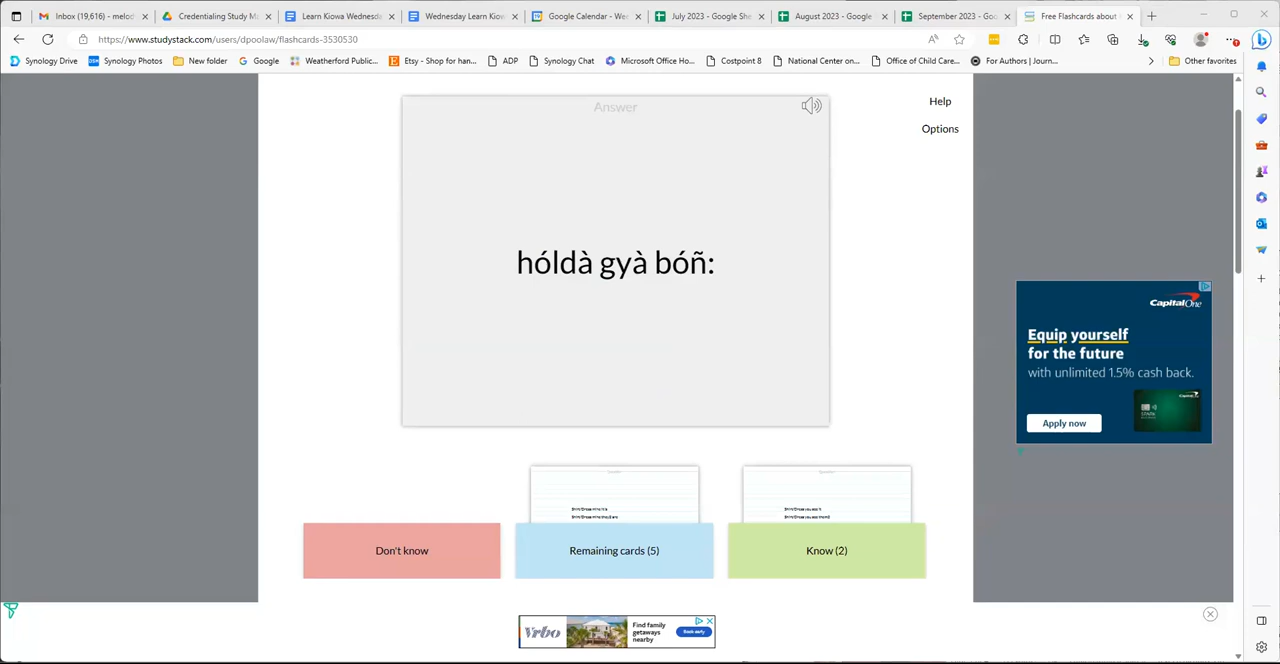 Inbox (19,616) - melod
Credentialing Study Ma
Learn Kiowa Wednesda
Wednesday Learn Kiow
Google Calendar - We
July 2023 - Google She
August 2023 - Google
September 2023 - Goo
Free Flashcards about
https://www.studystack.com/users/dpoolaw/flashcards-3530530
Synology Drive
Synology Photos
New folder
Google
Weatherford Public...
Etsy - Shop for han...
ADP
Synology Chat
Microsoft Office Ho...
Costpoint 8
National Center on...
Office of Child Care...
For Authors | Journ...
Other favorites
Answer
Help
Options
hóldà gyà bóñ:
Capital One
Equip yourself
for the future
with unlimited 1.5% cash back.
Apply now
Don't know
Remaining cards (5)
Know (2)
Vrbo
Find family
getaways
nearby
Book early